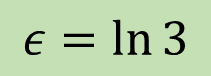 ϵ = ln 3